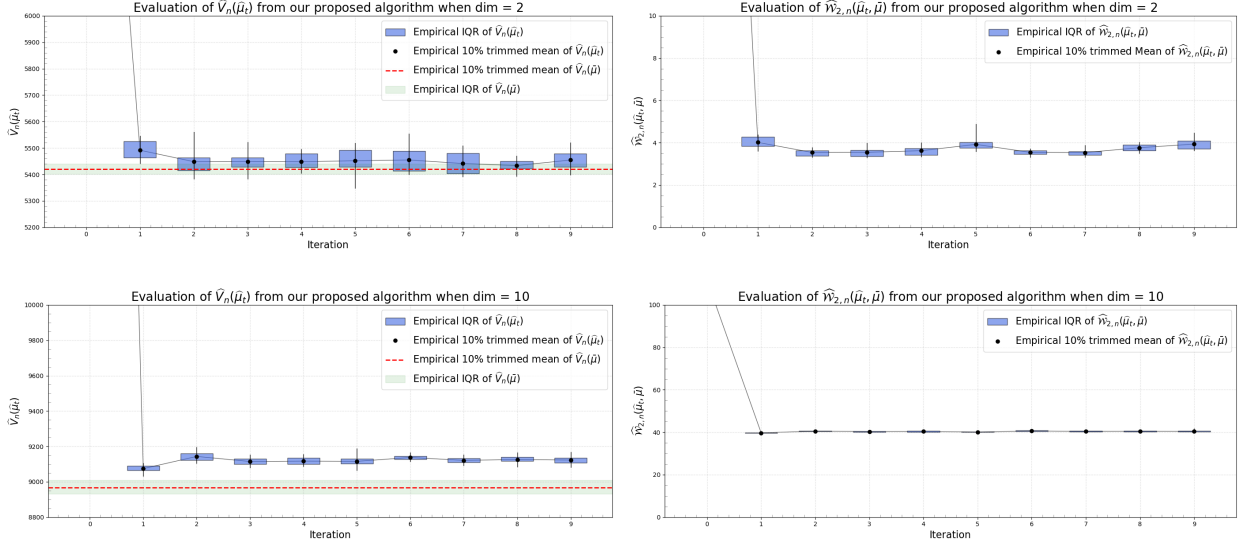 Evaluation of V̂ₙ(μ̂ₜ) from our proposed algorithm when dim = 2
6000
5900
5800
5700
5600
5500
5400
5300
5200
V̂ₙ(μ̂ₜ)
Empirical IQR of V̂ₙ(μ̂ₜ)
Empirical 10% trimmed mean of V̂ₙ(μ̂ₜ)
Empirical 10% trimmed mean of V̂ₙ(μ̄)
Empirical IQR of V̂ₙ(μ̄)
0 1 2 3 4 5 6 7 8 9
Iteration
Evaluation of 𝒲̂₂,ₙ(μ̂ₜ, μ̄) from our proposed algorithm when dim = 2
10
8
6
4
2
0
𝒲̂₂,ₙ(μ̂ₜ, μ̄)
Empirical IQR of 𝒲̂₂,ₙ(μ̂ₜ, μ̄)
Empirical 10% trimmed Mean of 𝒲̂₂,ₙ(μ̂ₜ, μ̄)
0 1 2 3 4 5 6 7 8 9
Iteration
Evaluation of V̂ₙ(μ̂ₜ) from our proposed algorithm when dim = 10
10000
9800
9600
9400
9200
9000
8800
V̂ₙ(μ̂ₜ)
Empirical IQR of V̂ₙ(μ̂ₜ)
Empirical 10% trimmed mean of V̂ₙ(μ̂ₜ)
Empirical 10% trimmed mean of V̂ₙ(μ̄)
Empirical IQR of V̂ₙ(μ̄)
0 1 2 3 4 5 6 7 8 9
Iteration
Evaluation of 𝒲̂₂,ₙ(μ̂ₜ, μ̄) from our proposed algorithm when dim = 10
100
80
60
40
20
0
𝒲̂₂,ₙ(μ̂ₜ, μ̄)
Empirical IQR of 𝒲̂₂,ₙ(μ̂ₜ, μ̄)
Empirical 10% trimmed mean of 𝒲̂₂,ₙ(μ̂ₜ, μ̄)
0 1 2 3 4 5 6 7 8 9
Iteration